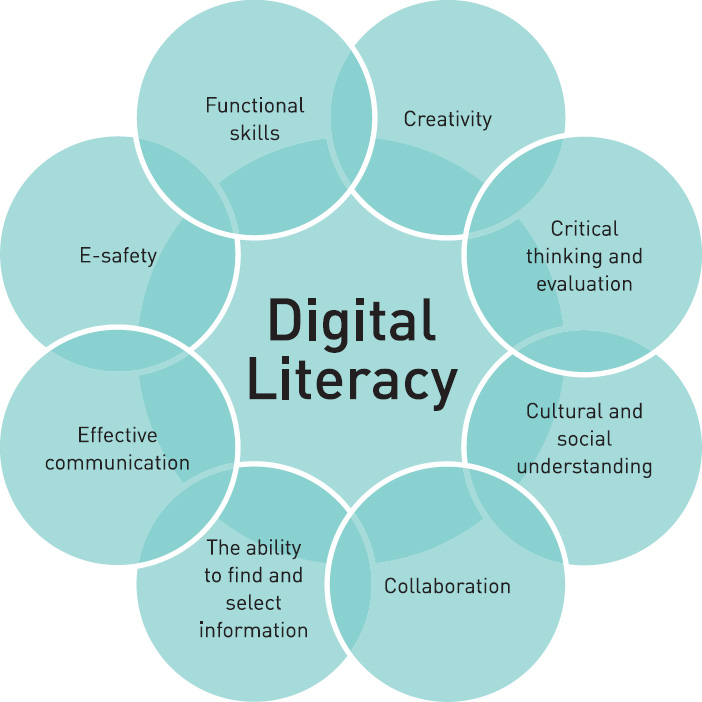 Functional
skills
Creativity
Critical
thinking and
evaluation
Cultural and
social
understanding
Collaboration
The ability
to find and
select
information
Effective
communication
E-safety
Digital
Literacy